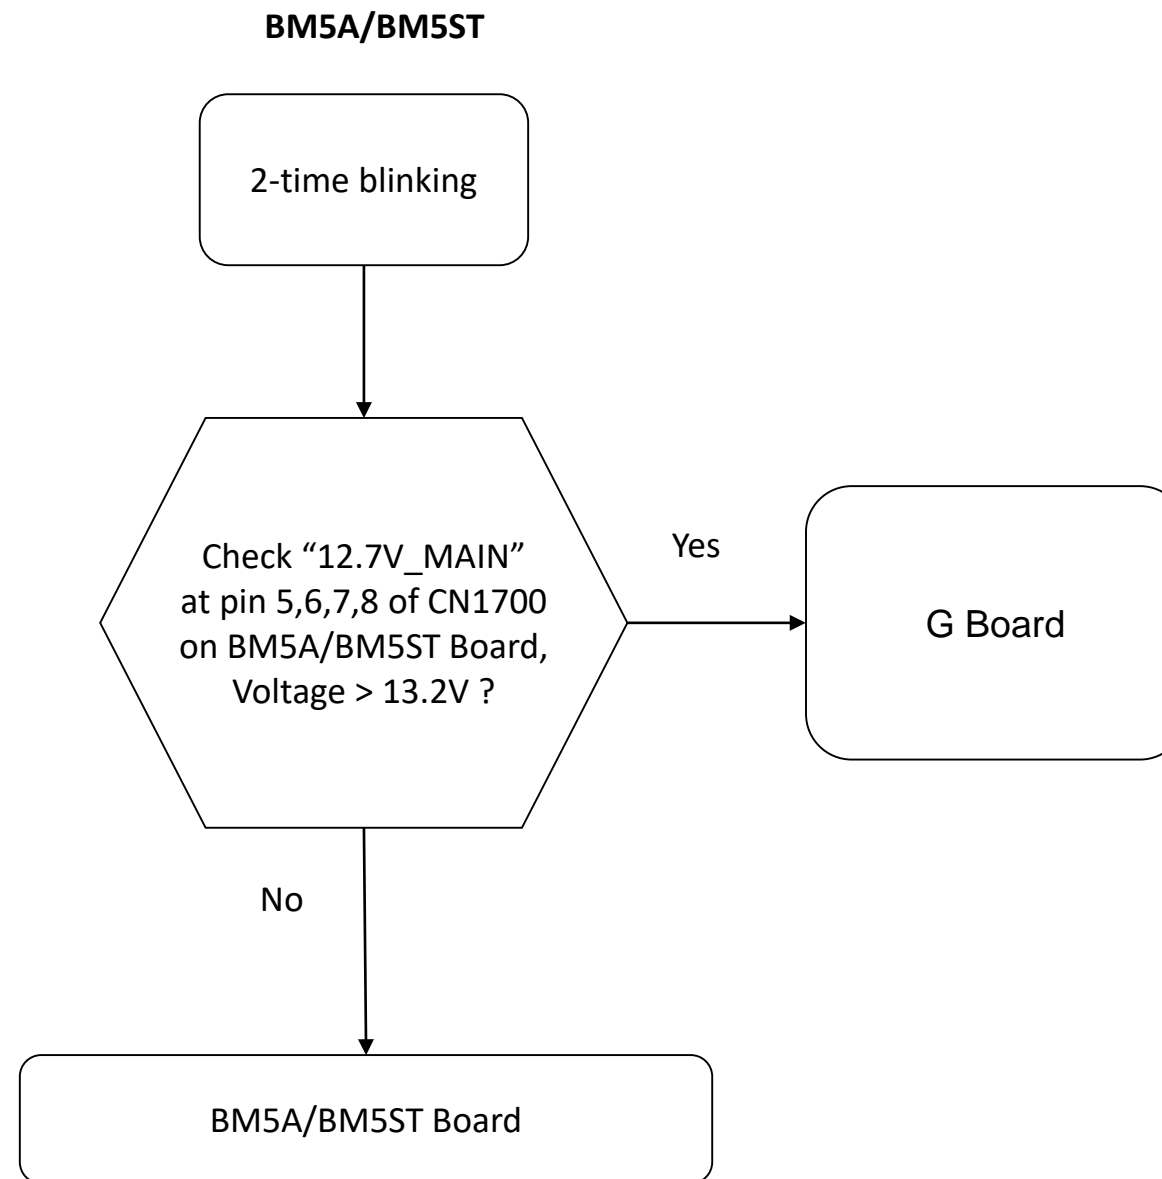 BM5A/BM5ST
2-time blinking
Check “12.7V_MAIN”
at pin 5,6,7,8 of CN1700
on BM5A/BM5ST Board,
Voltage > 13.2V ?
Yes
G Board
No
BM5A/BM5ST Board